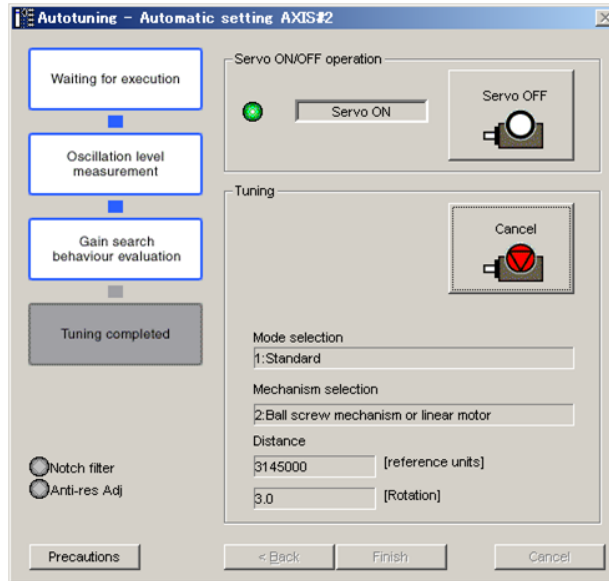 Autotuning - Automatic setting AXIS#2
Waiting for execution
Oscillation level
measurement
Gain search
behaviour evaluation
Tuning completed
Notch filter
Anti-res Adj
Precautions
Servo ON/OFF operation
Servo ON
Servo OFF
Tuning
Cancel
Mode selection
1:Standard
Mechanism selection
2:Ball screw mechanism or linear motor
Distance
3145000 [reference units]
3.0 [Rotation]
< Back
Finish
Cancel